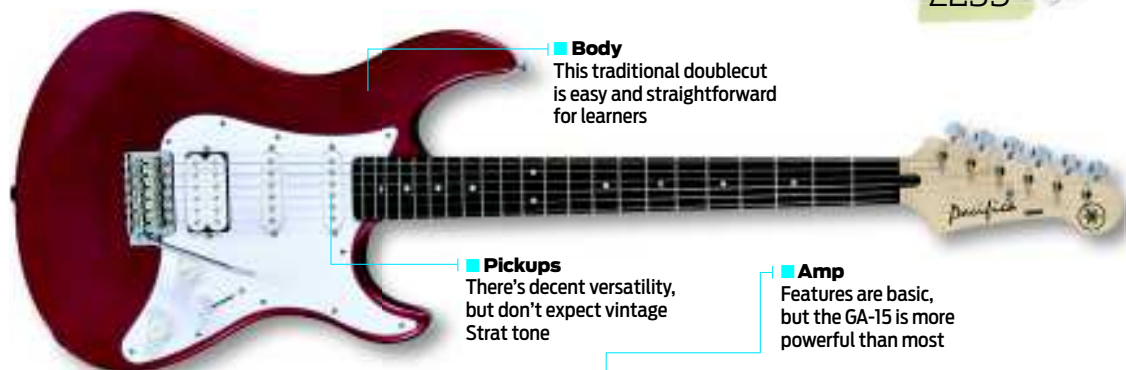 Body
This traditional doublecut
is easy and straightforward
for learners
Pacifica
Pickups
There's decent versatility,
but don't expect vintage
Strat tone
Amp
Features are basic,
but the GA-15 is more
powerful than most